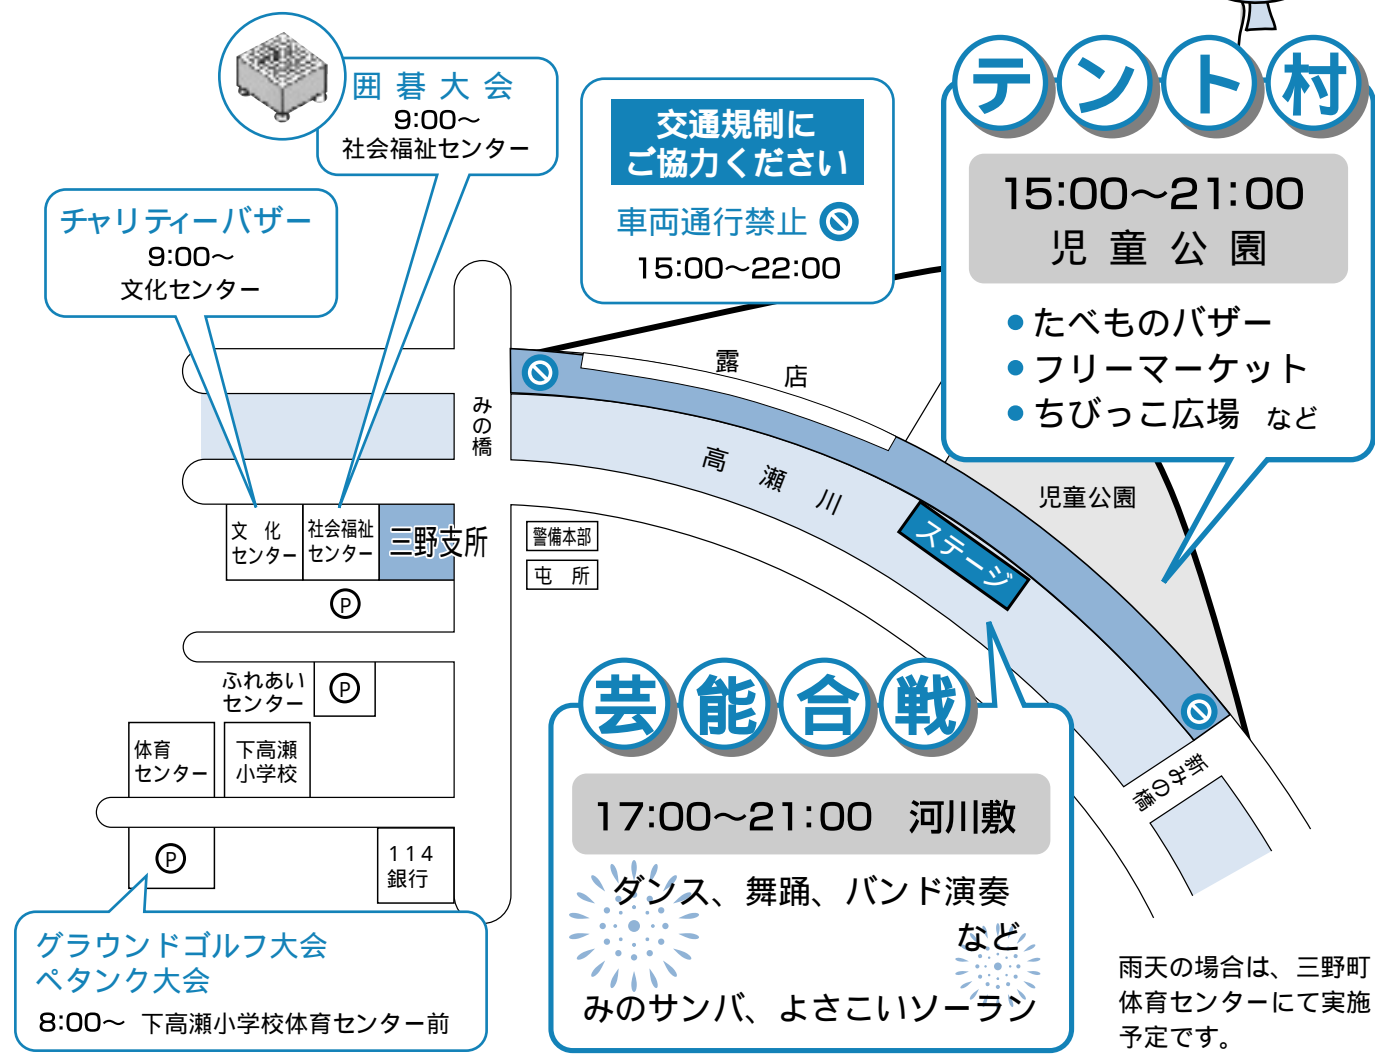 囲碁大会
9:00～
社会福祉センター
チャリティーバザー
9:00～
文化センター
交通規制に
ご協力ください
車両通行禁止
15:00～22:00
テント村
15:00～21:00
児童公園
たべものバザー
フリーマーケット
ちびっこ広場 など
露店
みの橋
高瀬川
児童公園
ステージ
文化
センター
社会福祉
センター
三野支所
警備本部
屯所
P
ふれあい
センター
P
体育
センター
下高瀬
小学校
P
114
銀行
新みの橋
芸能合戦
17:00～21:00 河川敷
ダンス、舞踊、バンド演奏
など
みのサンバ、よさこいソーラン
グラウンドゴルフ大会
ペタンク大会
8:00～ 下高瀬小学校体育センター前
雨天の場合は、三野町
体育センターにて実施
予定です。